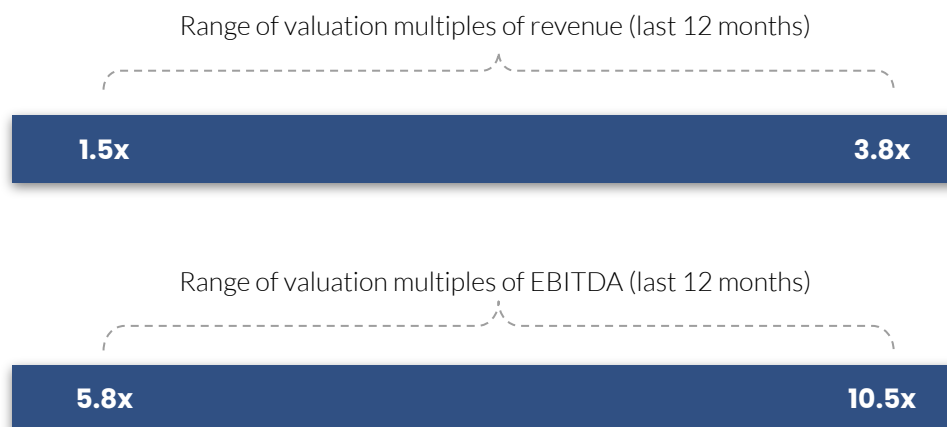 Range of valuation multiples of revenue (last 12 months)
1.5x 3.8x
Range of valuation multiples of EBITDA (last 12 months)
5.8x 10.5x